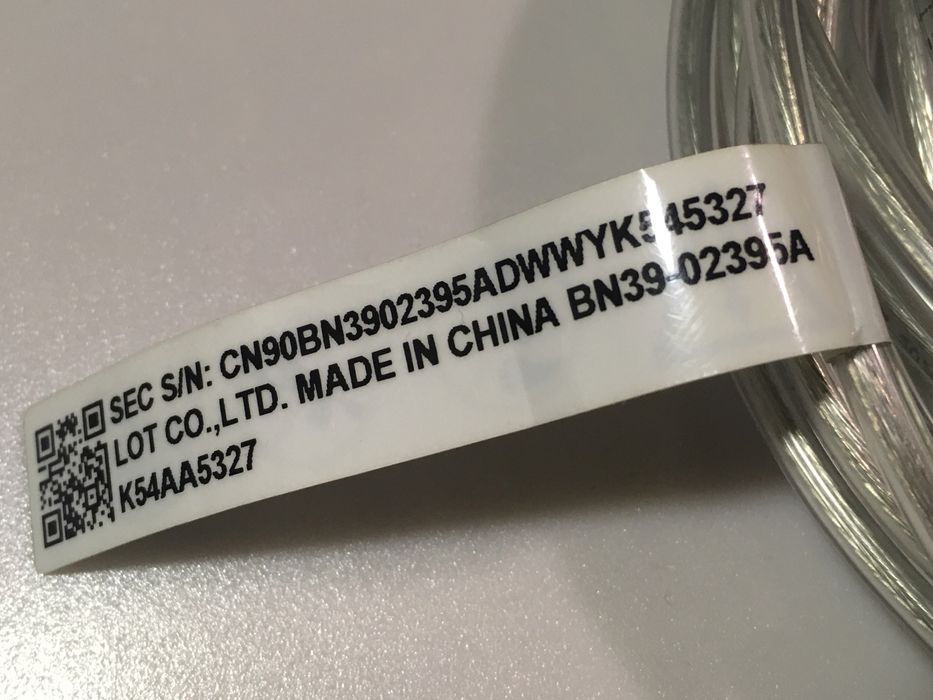 SEC S/N: CN90BN3902395ADWWYK545327
LOT CO.,LTD. MADE IN CHINA BN39-02395A
K54AA5327